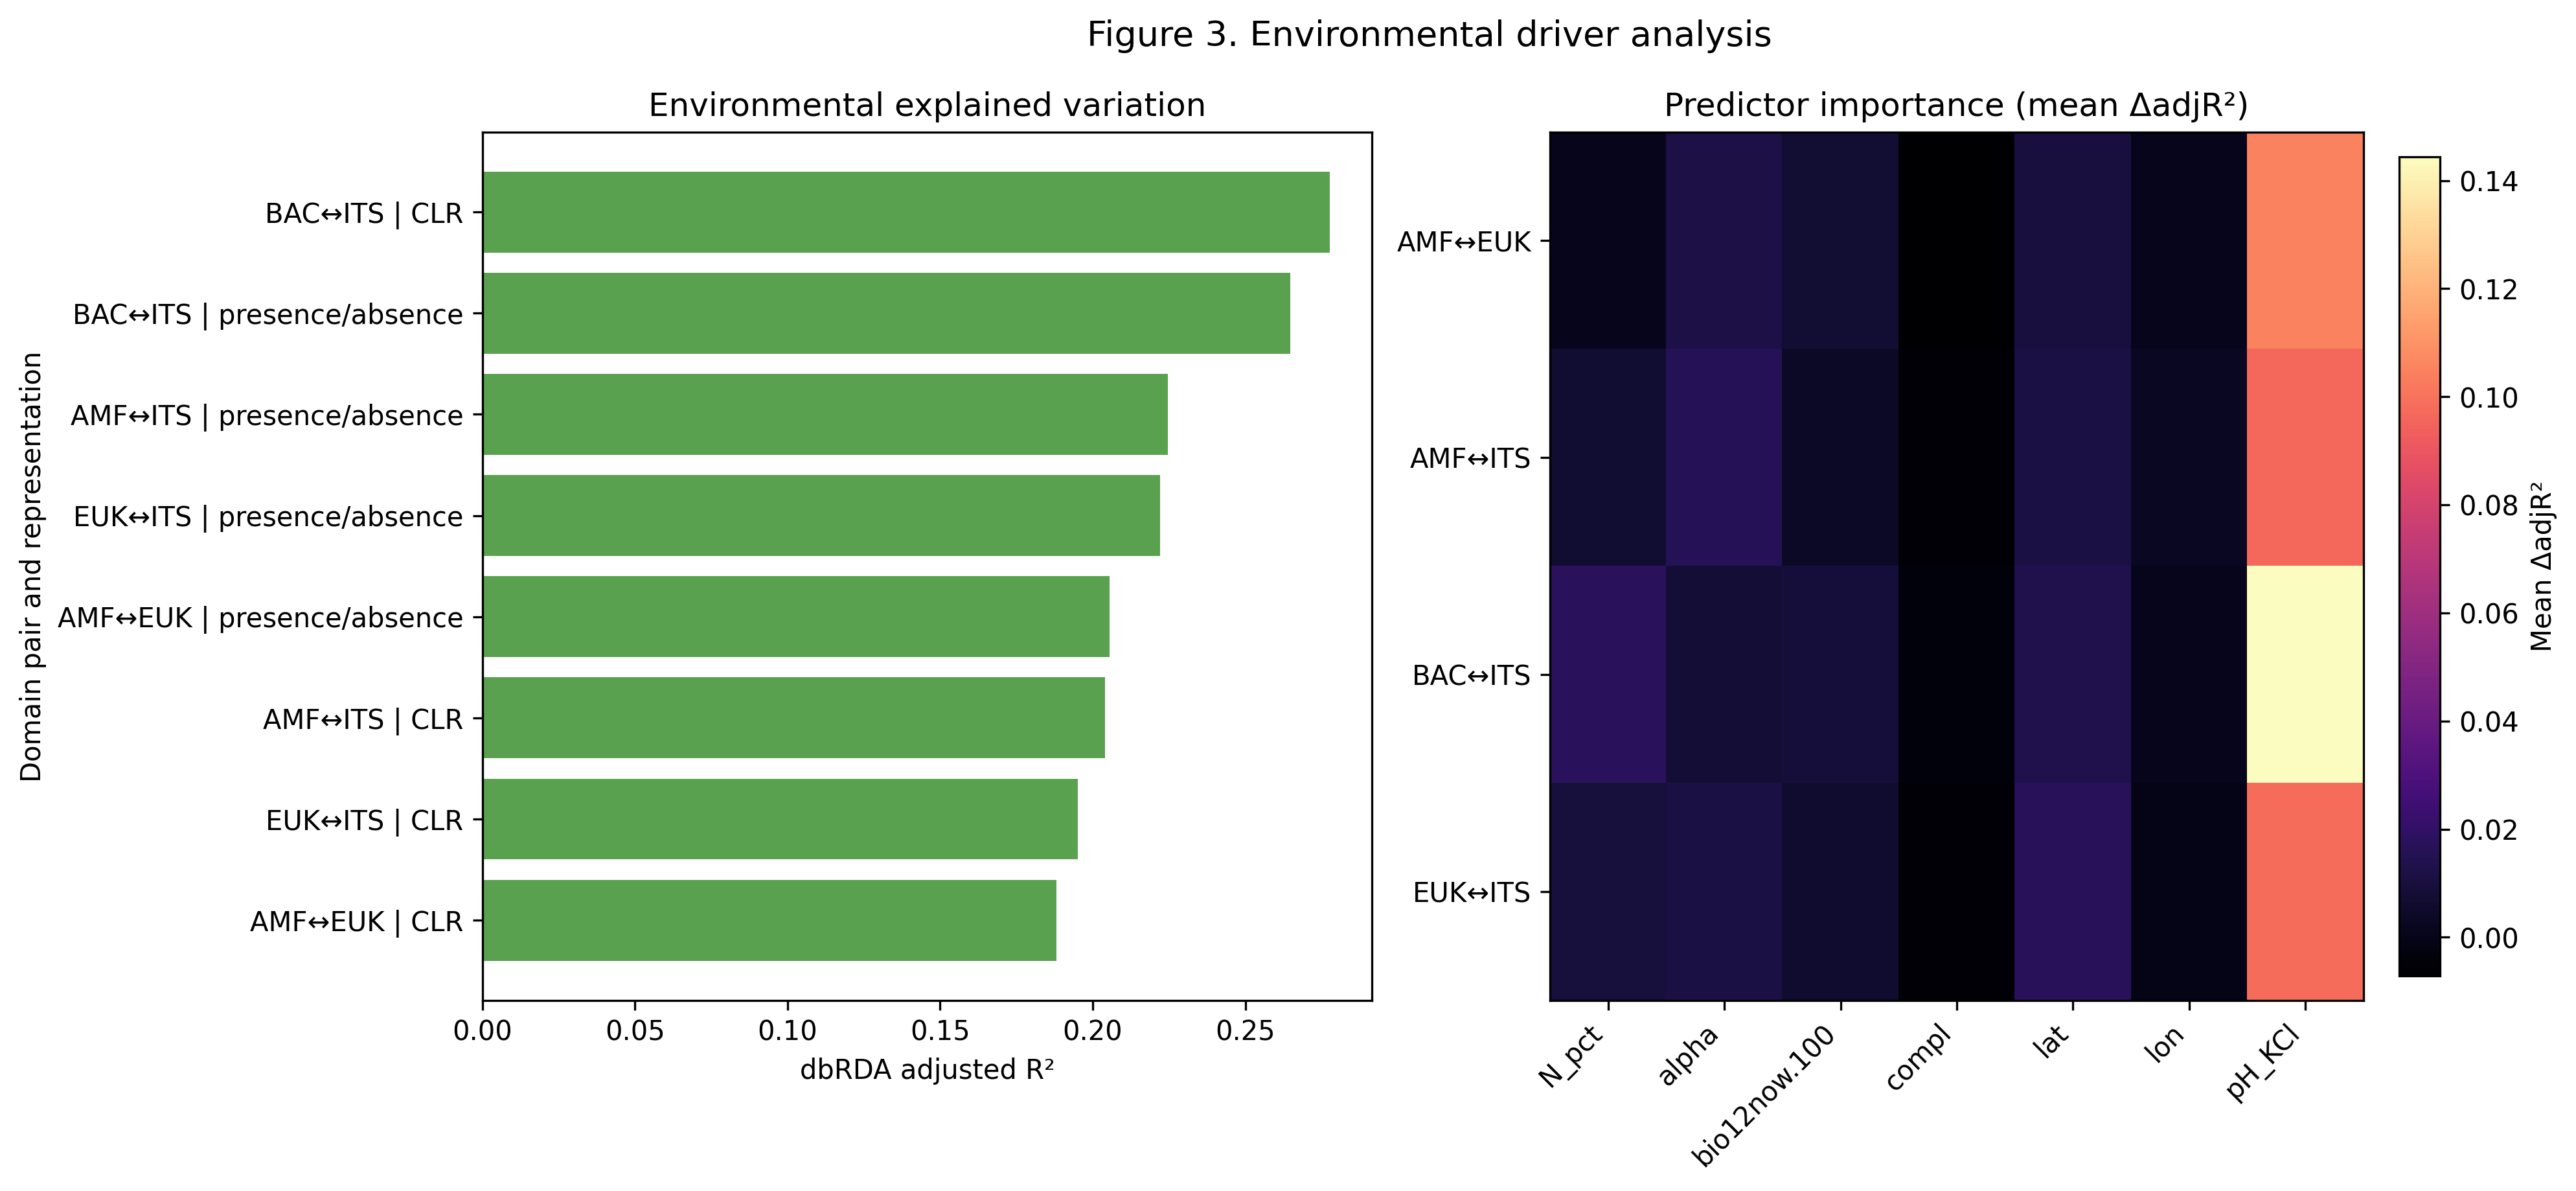 Figure 3. Environmental driver analysis
Environmental explained variation
Domain pair and representation
BAC↔ITS | CLR
BAC↔ITS | presence/absence
AMF↔ITS | presence/absence
EUK↔ITS | presence/absence
AMF↔EUK | presence/absence
AMF↔ITS | CLR
EUK↔ITS | CLR
AMF↔EUK | CLR
0.00 0.05 0.10 0.15 0.20 0.25
dbRDA adjusted R²
Predictor importance (mean ΔadjR²)
AMF↔EUK
AMF↔ITS
BAC↔ITS
EUK↔ITS
N_pct
alpha
bio12now.100
compl
lat
lon
pH_KCl
0.14
0.12
0.10
0.08
0.06
0.04
0.02
0.00
Mean ΔadjR²